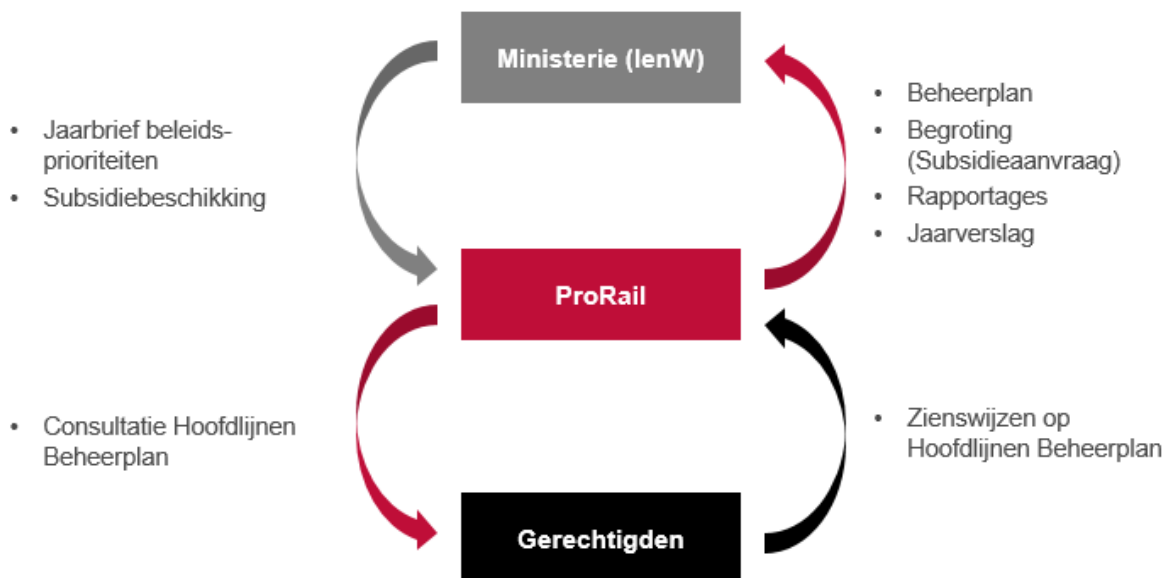 Ministerie (IenW)
• Jaarbrief beleids-
prioriteiten
• Subsidiebeschikking
• Beheerplan
• Begroting
(Subsidieaanvraag)
• Rapportages
• Jaarverslag
ProRail
• Consultatie Hoofdlijnen
Beheerplan
• Zienswijzen op
Hoofdlijnen Beheerplan
Gerechtigden